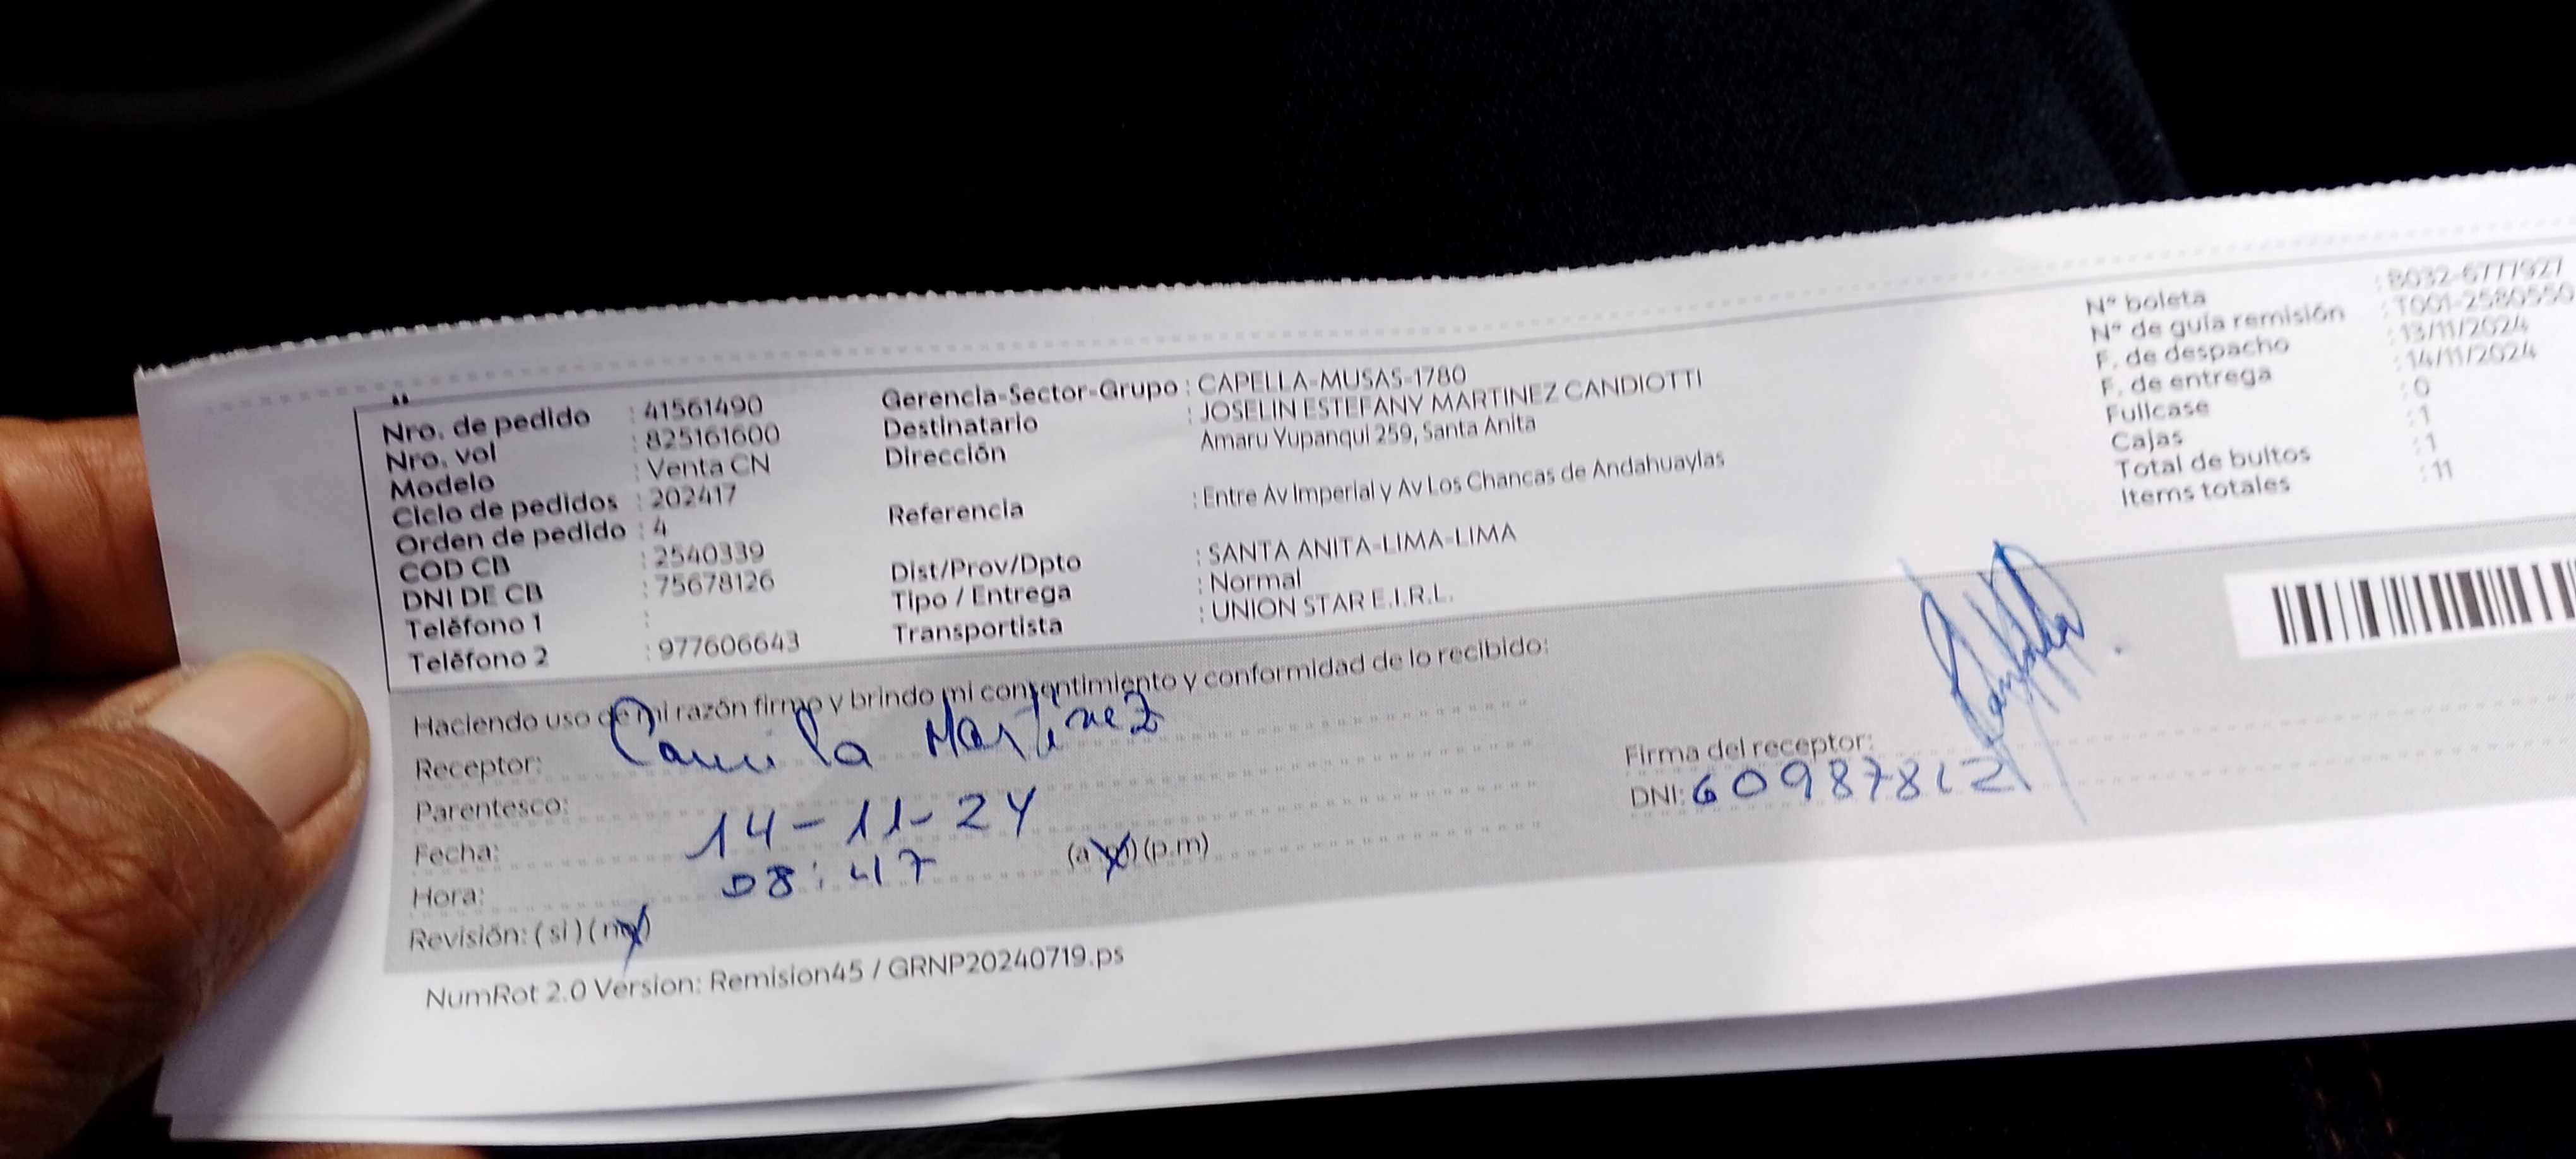 Nro. de pedido : 41561490
Nro. vol : 825161600
Modelo : Venta CN
Ciclo de pedidos : 202417
Orden de pedido : 4
COD CB : 2540339
DNI DE CB : 75678126
Teléfono 1 :
Teléfono 2 : 977606643
Gerencia-Sector-Grupo : CAPELLA-MUSAS-1780
Destinatario : JOSELIN ESTEFANY MARTINEZ CANDIOTTI
Dirección Amaru Yupanqui 259, Santa Anita
Referencia : Entre Av Imperial y Av Los Chancas de Andahuaylas
Dist/Prov/Dpto : SANTA ANITA-LIMA-LIMA
Tipo / Entrega : Normal
Transportista : UNION STAR E.I.R.L.
N° boleta : B032-6777927
N° de guía remisión : T001-2580550
F. de despacho : 13/11/2024
F. de entrega : 14/11/2024
Fullcase : 0
Cajas : 1
Total de bultos : 1
Items totales : 11
Haciendo uso de mi razón firmo y brindo mi consentimiento y conformidad de lo recibido:
Receptor: Camila Martinez
Parentesco:
Fecha: 14-11-24
Hora: 08:47 (a.m) (p.m)
Revisión: (si) (no)
Firma del receptor:
DNI: 60987812
NumRot 2.0 Version: Remision45 / GRNP20240719.ps